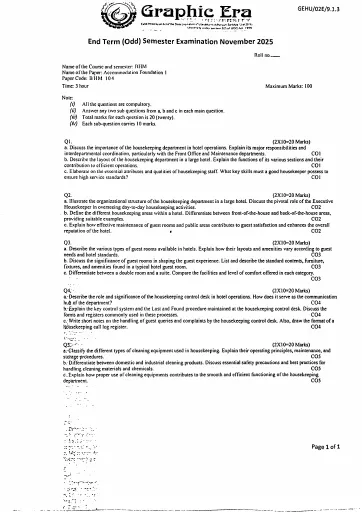 GEHU/02E/9.1.3
Graphic Era
End Term (Odd) Semester Examination November 2025
Roll no
Name of the Course and semester: BHM
Name of the Paper: Accommodation Foundation I
Paper Code: BHM 104
Time: 3 hour Maximum Marks: 100
Note:
(i) All the questions are compulsory.
(ii) Answer any two sub questions from a, b and c in each main question.
(iii) Total marks for each question is 20 (twenty).
(iv) Each sub-question carries 10 marks.
Q1. (2X10=20 Marks)
a. Discuss the importance of the housekeeping department in hotel operations. Explain its major responsibilities and
interdepartmental coordination, particularly with the Front Office and Maintenance departments. CO1
b. Describe the layout of the housekeeping department in a large hotel. Explain the functions of its various sections and their
contribution to efficient operations. CO1
c. Elaborate on the essential attributes and qualities of housekeeping staff. What key skills must a good housekeeper possess to
ensure high standards? CO1
Q2. (2X10=20 Marks)
a. Illustrate the organizational structure of the housekeeping department in a large hotel. Discuss the pivotal role of the Executive
Housekeeper in overseeing day-to-day housekeeping activities. CO2
b. Define the different housekeeping areas within a hotel. Differentiate between front-of-the-house and back-of-the-house areas,
providing suitable examples. CO2
c. Explain how effective maintenance of guest rooms and public areas contributes to guest satisfaction and enhances the overall
reputation of the hotel. CO2
Q3. (2X10=20 Marks)
a. Describe the various types of guest rooms available in hotels. Explain how their layouts and amenities vary according to guest
needs and hotel standards. CO3
b. Discuss the significance of guest rooms in shaping the guest experience. List and describe the standard contents, furniture,
fixtures, and amenities found in a typical hotel guest room. CO3
c. Differentiate between a double room and a suite. Compare the facilities and level of comfort offered in each category.
CO3
Q4. (2X10=20 Marks)
a. Describe the role and significance of the housekeeping control desk in hotel operations. How does it serve as the communication
hub of the department? CO4
b. Explain the key control system and the Lost and Found procedure maintained at the housekeeping control desk. Discuss the
forms and registers commonly used in these processes. CO4
c. Write short notes on the handling of guest queries and complaints by the housekeeping control desk. Also, draw the format of a
housekeeping call log register. CO4
Q5. (2X10=20 Marks)
a. Classify the different types of cleaning equipment used in housekeeping. Explain their operating principles, maintenance, and
storage procedures. CO5
b. Differentiate between domestic and industrial cleaning products. Discuss essential safety precautions and best practices for
handling cleaning materials and chemicals. CO5
c. Explain how proper use of cleaning equipments contributes to the smooth and efficient functioning of the housekeeping
department. CO5
Page 1 of 1